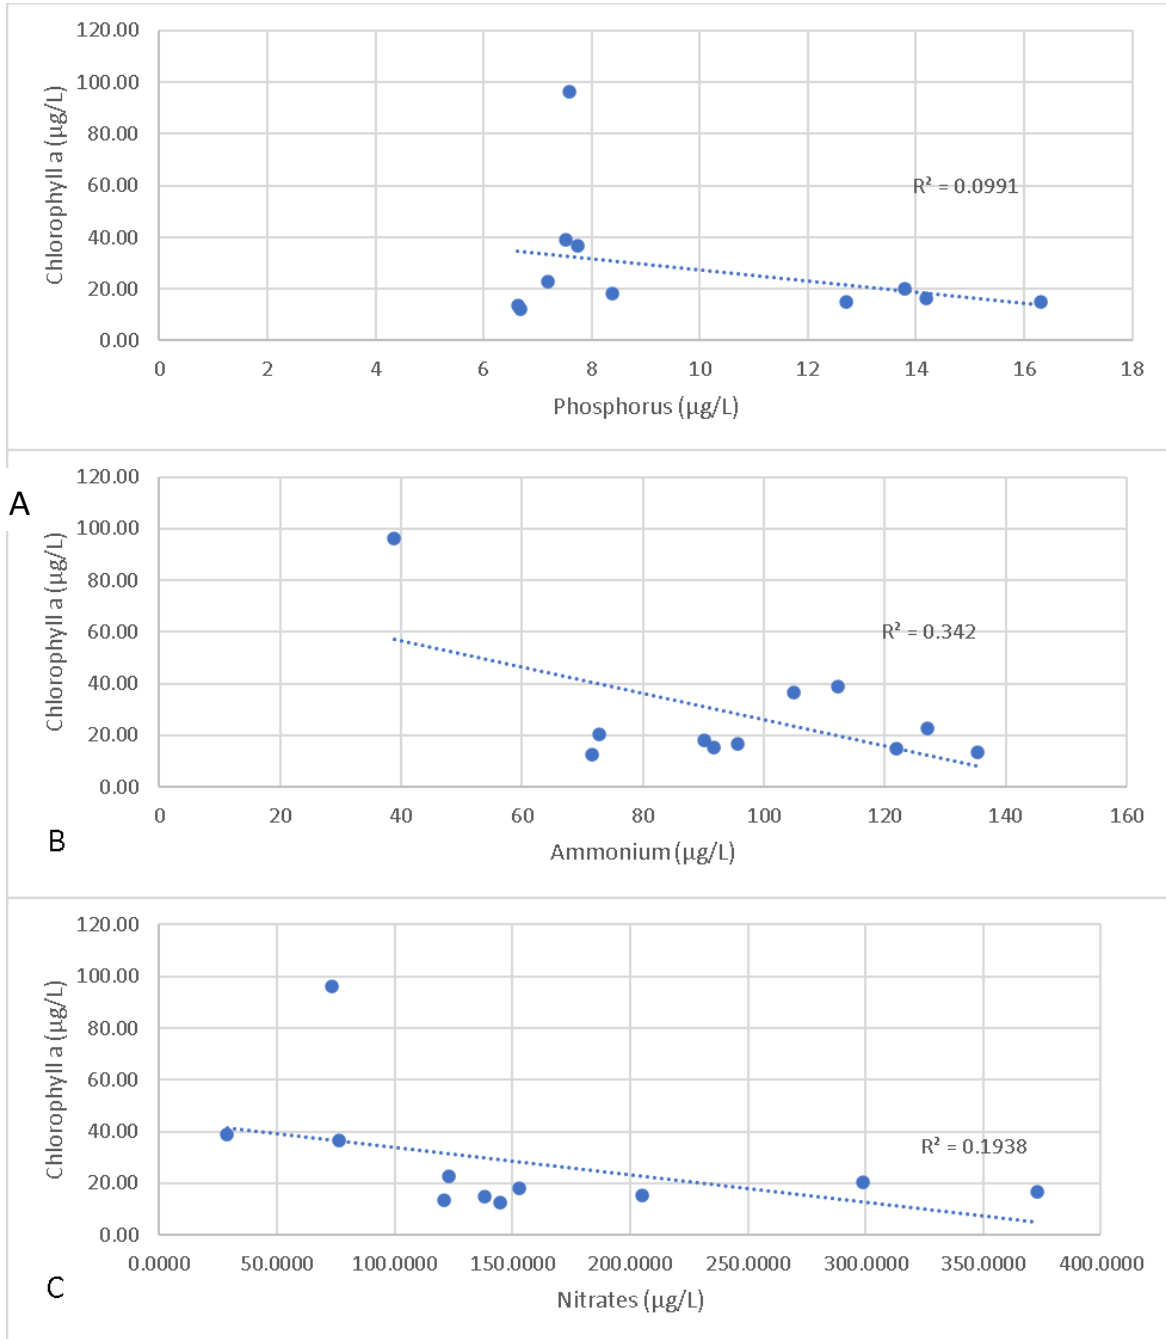 120.00
100.00
80.00
60.00
40.00
20.00
0.00
Chlorophyll a (µg/L)
R² = 0.0991
0 2 4 6 8 10 12 14 16 18
Phosphorus (µg/L)
A
120.00
100.00
80.00
60.00
40.00
20.00
0.00
Chlorophyll a (µg/L)
R² = 0.342
0 20 40 60 80 100 120 140 160
B
Ammonium (µg/L)
120.00
100.00
80.00
60.00
40.00
20.00
0.00
Chlorophyll a (µg/L)
R² = 0.1938
0.0000 50.0000 100.0000 150.0000 200.0000 250.0000 300.0000 350.0000 400.0000
C
Nitrates (µg/L)